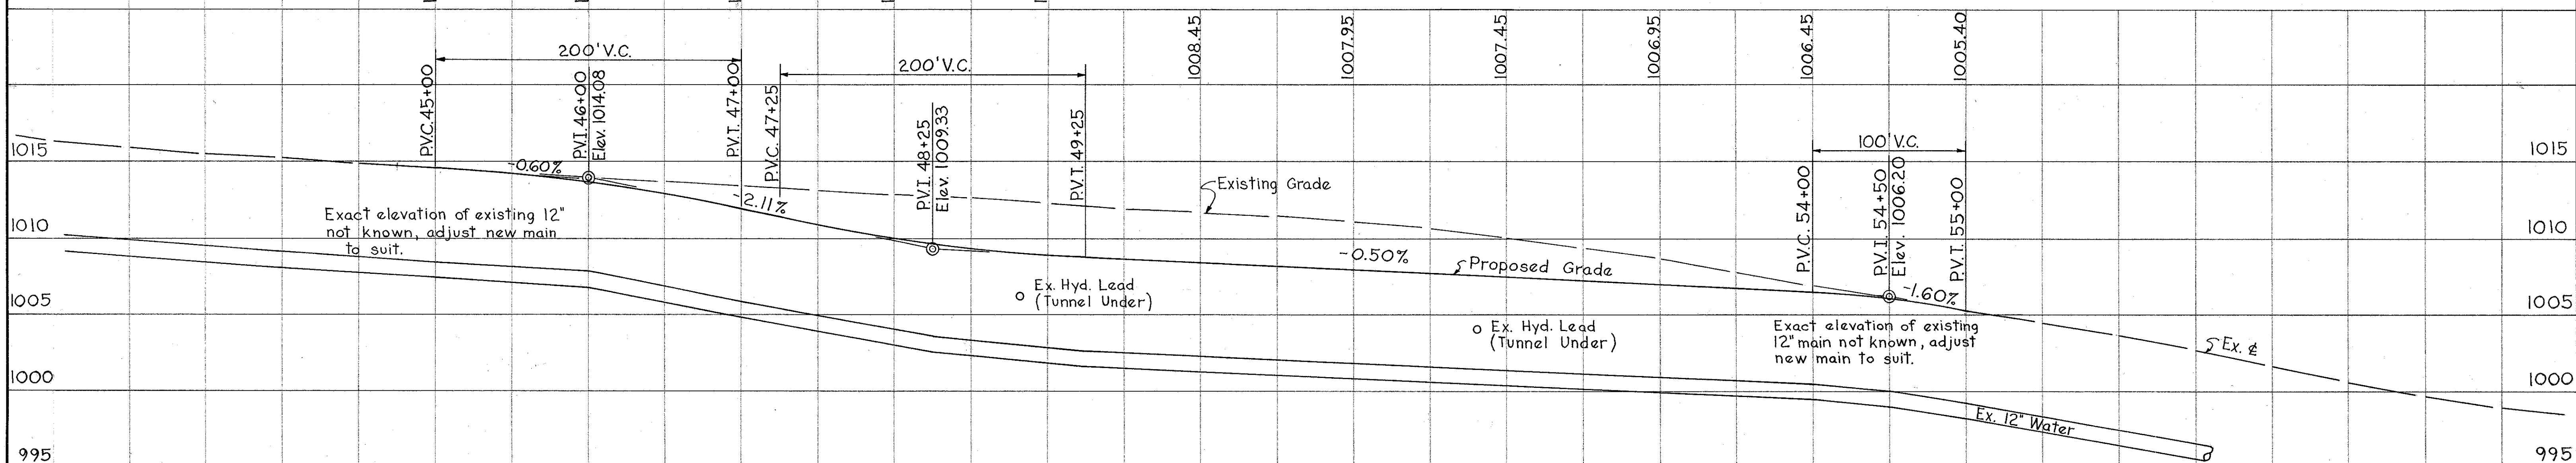 1008.45
1007.95
1007.45
1006.95
1006.45
1005.40
200' V.C.
200' V.C.
100' V.C.
P.V.C. 45+00
P.V.I. 46+00
Elev. 1014.08
P.V.T. 47+00
P.V.C. 47+25
P.V.I. 48+25
Elev. 1009.33
P.V.T. 49+25
P.V.C. 54+00
P.V.I. 54+50
Elev. 1006.20
P.V.T. 55+00
1015
1015
-0.60%
-2.11%
Existing Grade
Exact elevation of existing 12"
not known, adjust new main
to suit.
1010
1010
-0.50%
Proposed Grade
Ex. Hyd. Lead
(Tunnel Under)
-1.60%
1005
1005
Ex. Hyd. Lead
(Tunnel Under)
Exact elevation of existing
12" main not known, adjust
new main to suit.
Ex. ℄
1000
1000
Ex. 12" Water
995
995